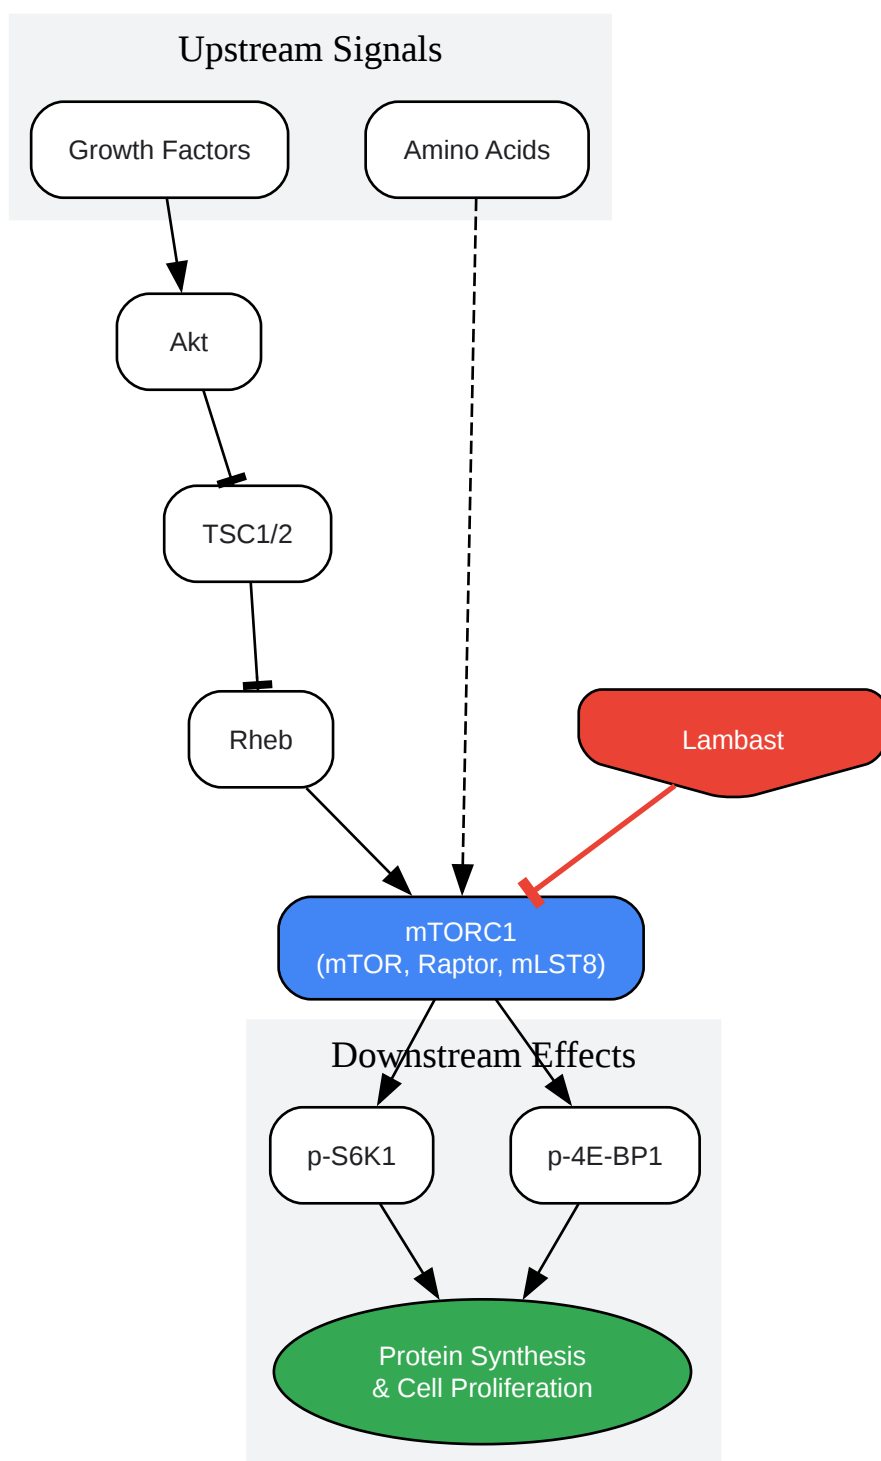 Upstream Signals
Growth Factors
Amino Acids
Akt
TSC1/2
Rheb
Lambast
mTORC1
(mTOR, Raptor, mLST8)
Downstream Effects
p-S6K1
p-4E-BP1
Protein Synthesis
& Cell Proliferation